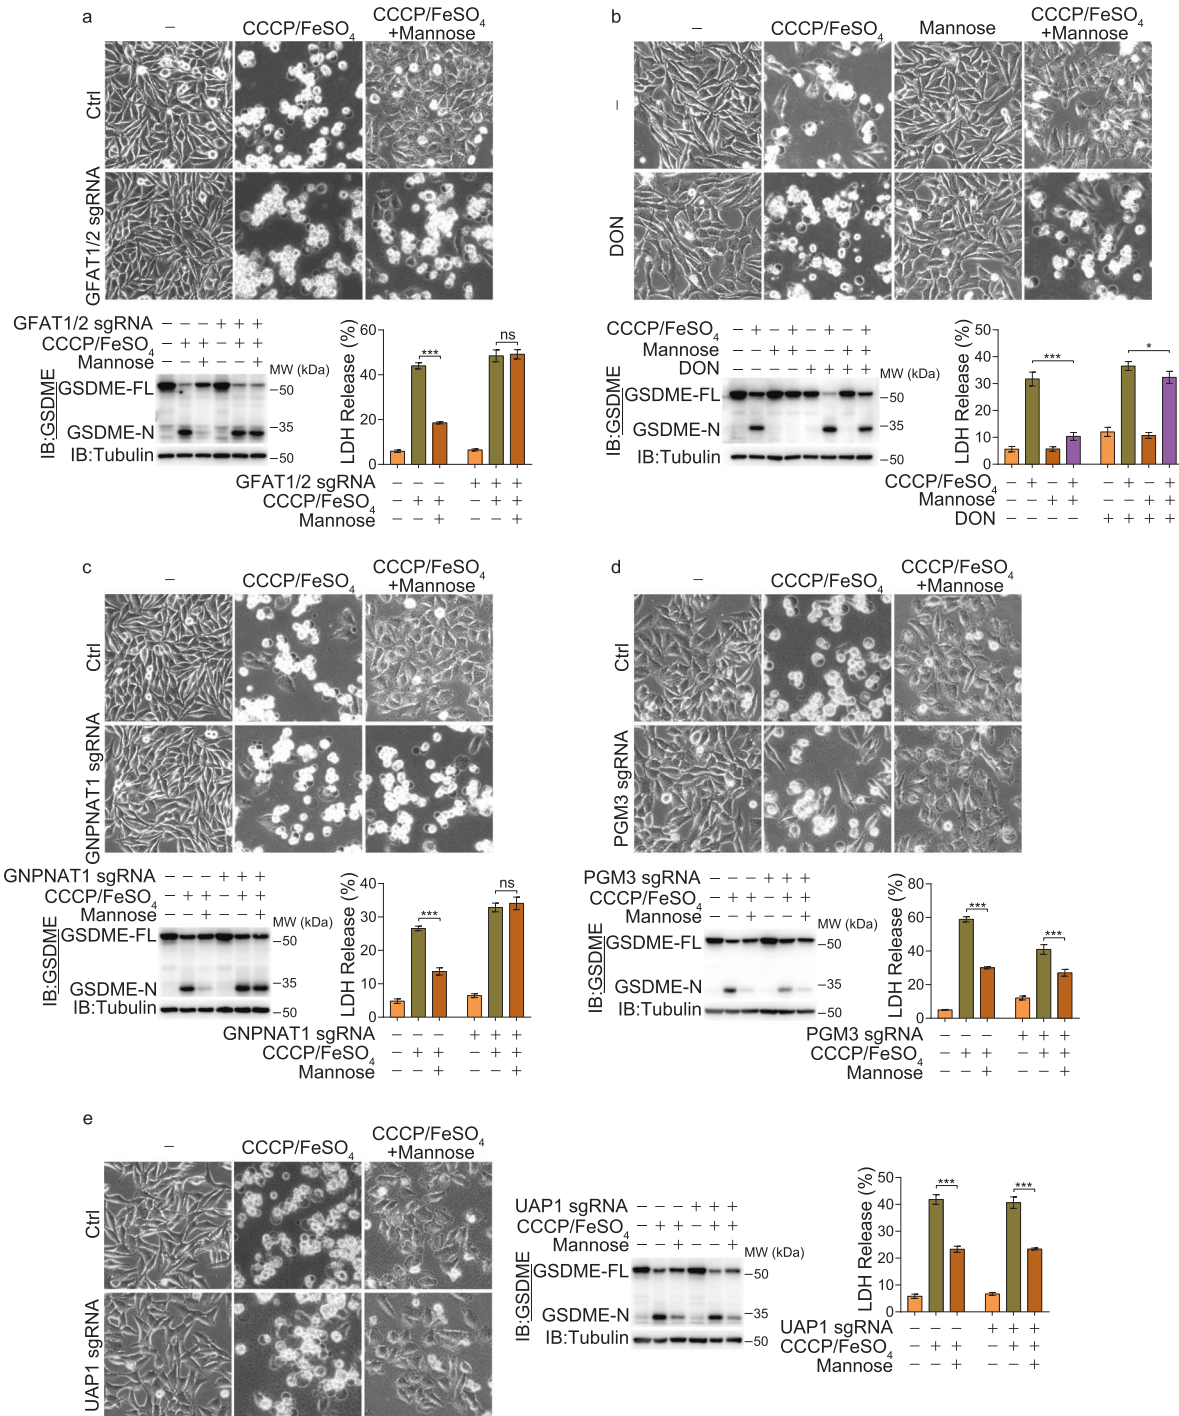 a
– CCCP/FeSO4 CCCP/FeSO4
+Mannose
Ctrl
GFAT1/2 sgRNA
GFAT1/2 sgRNA – – – + + +
CCCP/FeSO4 – + + – + +
Mannose – – + – – +
MW (kDa)
IB:GSDME
GSDME-FL –50
GSDME-N –35
IB:Tubulin –50
LDH Release (%)
60
40
20
0
*** ns
GFAT1/2 sgRNA – – – + + +
CCCP/FeSO4 – + + – + +
Mannose – – + – – +
b
– CCCP/FeSO4 Mannose CCCP/FeSO4
+Mannose
–
DON
CCCP/FeSO4 – + – + – + – +
Mannose – – + + – – + +
DON – – – – + + + +
MW (kDa)
IB:GSDME
GSDME-FL –50
GSDME-N –35
IB:Tubulin –50
LDH Release (%)
50
40
30
20
10
0
*** *
CCCP/FeSO4 – + – + – + – +
Mannose – – + + – – + +
DON – – – – + + + +
c
– CCCP/FeSO4 CCCP/FeSO4
+Mannose
Ctrl
GNPNAT1 sgRNA
GNPNAT1 sgRNA – – – + + +
CCCP/FeSO4 – + + – + +
Mannose – – + – – +
MW (kDa)
IB:GSDME
GSDME-FL –50
GSDME-N –35
IB:Tubulin –50
LDH Release (%)
40
30
20
10
0
*** ns
GNPNAT1 sgRNA – – – + + +
CCCP/FeSO4 – + + – + +
Mannose – – + – – +
d
– CCCP/FeSO4 CCCP/FeSO4
+Mannose
Ctrl
PGM3 sgRNA
PGM3 sgRNA – – – + + +
CCCP/FeSO4 – + + – + +
Mannose – – + – – +
MW (kDa)
IB:GSDME
GSDME-FL –50
GSDME-N –35
IB:Tubulin –50
LDH Release (%)
80
60
40
20
0
*** ***
PGM3 sgRNA – – – + + +
CCCP/FeSO4 – + + – + +
Mannose – – + – – +
e
– CCCP/FeSO4 CCCP/FeSO4
+Mannose
Ctrl
UAP1 sgRNA
UAP1 sgRNA – – – + + +
CCCP/FeSO4 – + + – + +
Mannose – – + – – +
MW (kDa)
IB:GSDME
GSDME-FL –50
GSDME-N –35
IB:Tubulin –50
LDH Release (%)
50
40
30
20
10
0
*** ***
UAP1 sgRNA – – – + + +
CCCP/FeSO4 – + + – + +
Mannose – – + – – +